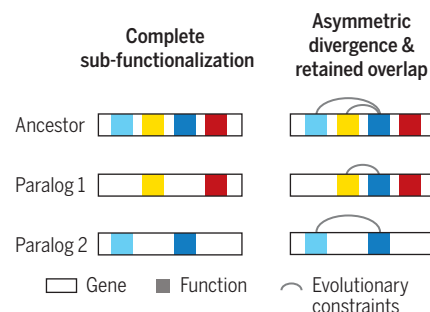 Complete
sub-functionalization
Asymmetric
divergence &
retained overlap
Ancestor
Paralog 1
Paralog 2
Gene
Function
Evolutionary
constraints